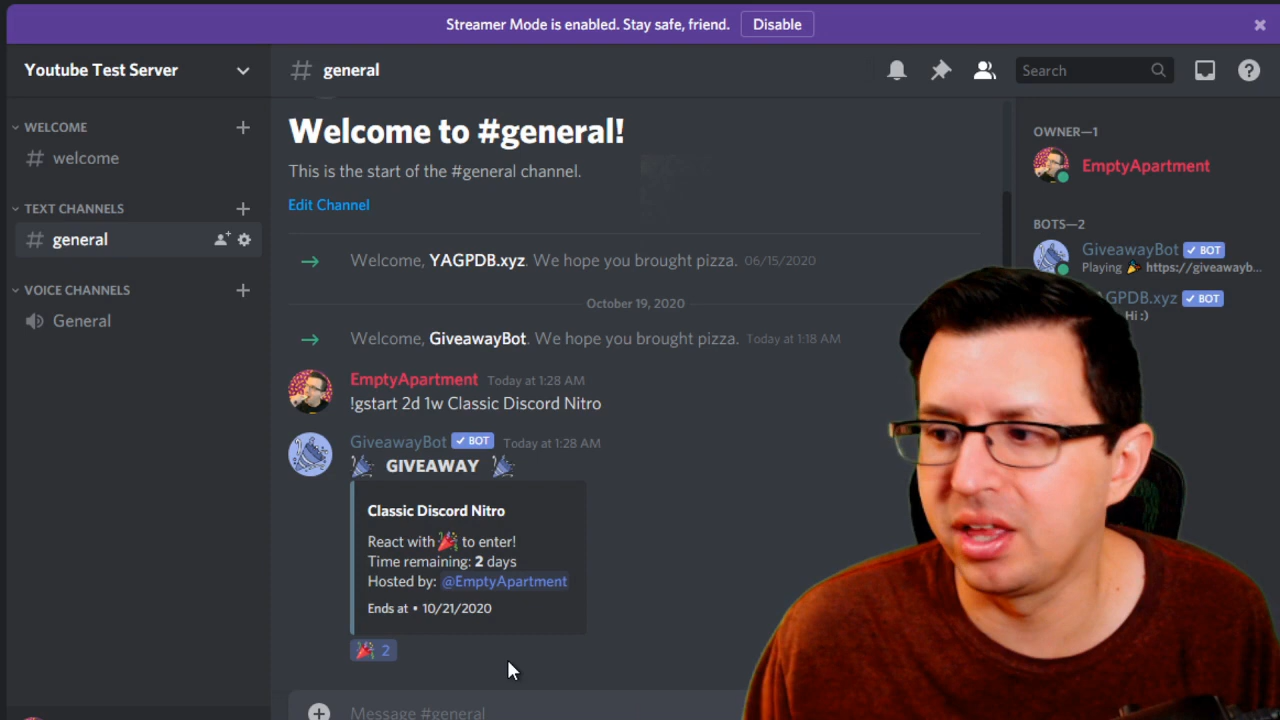 Streamer Mode is enabled. Stay safe, friend. Disable
Youtube Test Server
WELCOME
welcome
TEXT CHANNELS
general
VOICE CHANNELS
General
general
Search
Welcome to #general!
This is the start of the #general channel.
Edit Channel
Welcome, YAGPDB.xyz. We hope you brought pizza. 06/15/2020
October 19, 2020
Welcome, GiveawayBot. We hope you brought pizza. Today at 1:18 AM
EmptyApartment Today at 1:28 AM
!gstart 2d 1w Classic Discord Nitro
GiveawayBot BOT Today at 1:28 AM
GIVEAWAY
Classic Discord Nitro
React with 🎉 to enter!
Time remaining: 2 days
Hosted by: @EmptyApartment
Ends at • 10/21/2020
🎉 2
Message #general
OWNER—1
EmptyApartment
BOTS—2
GiveawayBot BOT
Playing 🎉 https://giveawayb...
AGPDB.xyz BOT
Hi :)